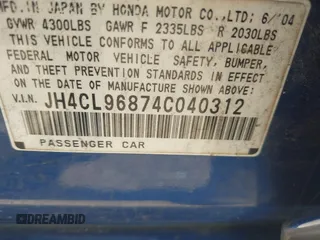 MFD. IN JAPAN BY HONDA MOTOR CO., LTD; 6/'04
GVWR 4300LBS GAWR F 2335LBS R 2030LBS
THIS VEHICLE CONFORMS TO ALL APPLICABLE
FEDERAL MOTOR VEHICLE SAFETY, BUMPER,
AND THEFT PREVENTION STANDARDS IN EFFECT
ON THE DATE OF MANUFACTURE SHOWN ABOVE
V.I.N. JH4CL96874C040312
PASSENGER CAR
DREAMBID